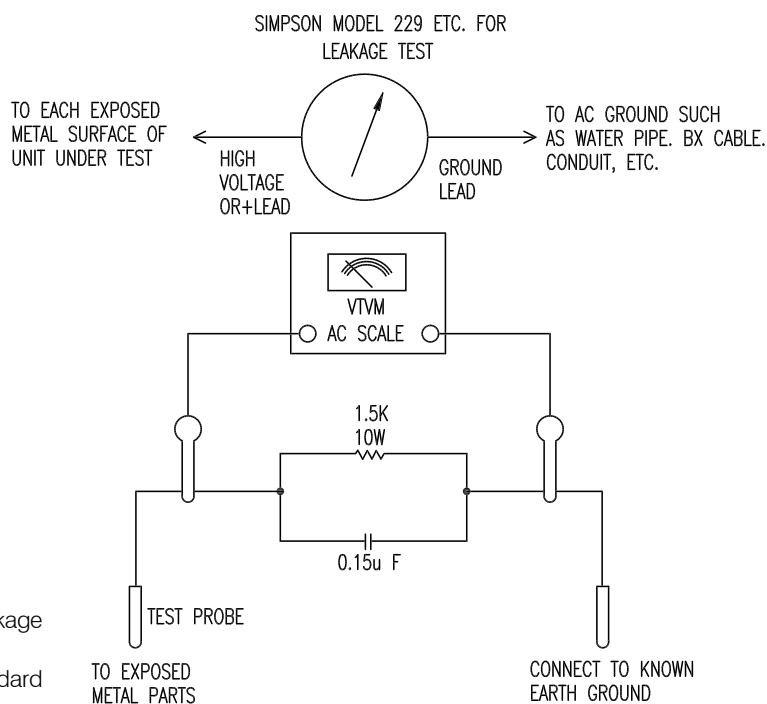 SIMPSON MODEL 229 ETC. FOR
LEAKAGE TEST
TO EACH EXPOSED
METAL SURFACE OF
UNIT UNDER TEST
HIGH
VOLTAGE
OR+LEAD
GROUND
LEAD
TO AC GROUND SUCH
AS WATER PIPE. BX CABLE.
CONDUIT, ETC.
VTVM
AC SCALE
1.5K
10W
0.15u F
TEST PROBE
TO EXPOSED
METAL PARTS
CONNECT TO KNOWN
EARTH GROUND
kage
dard